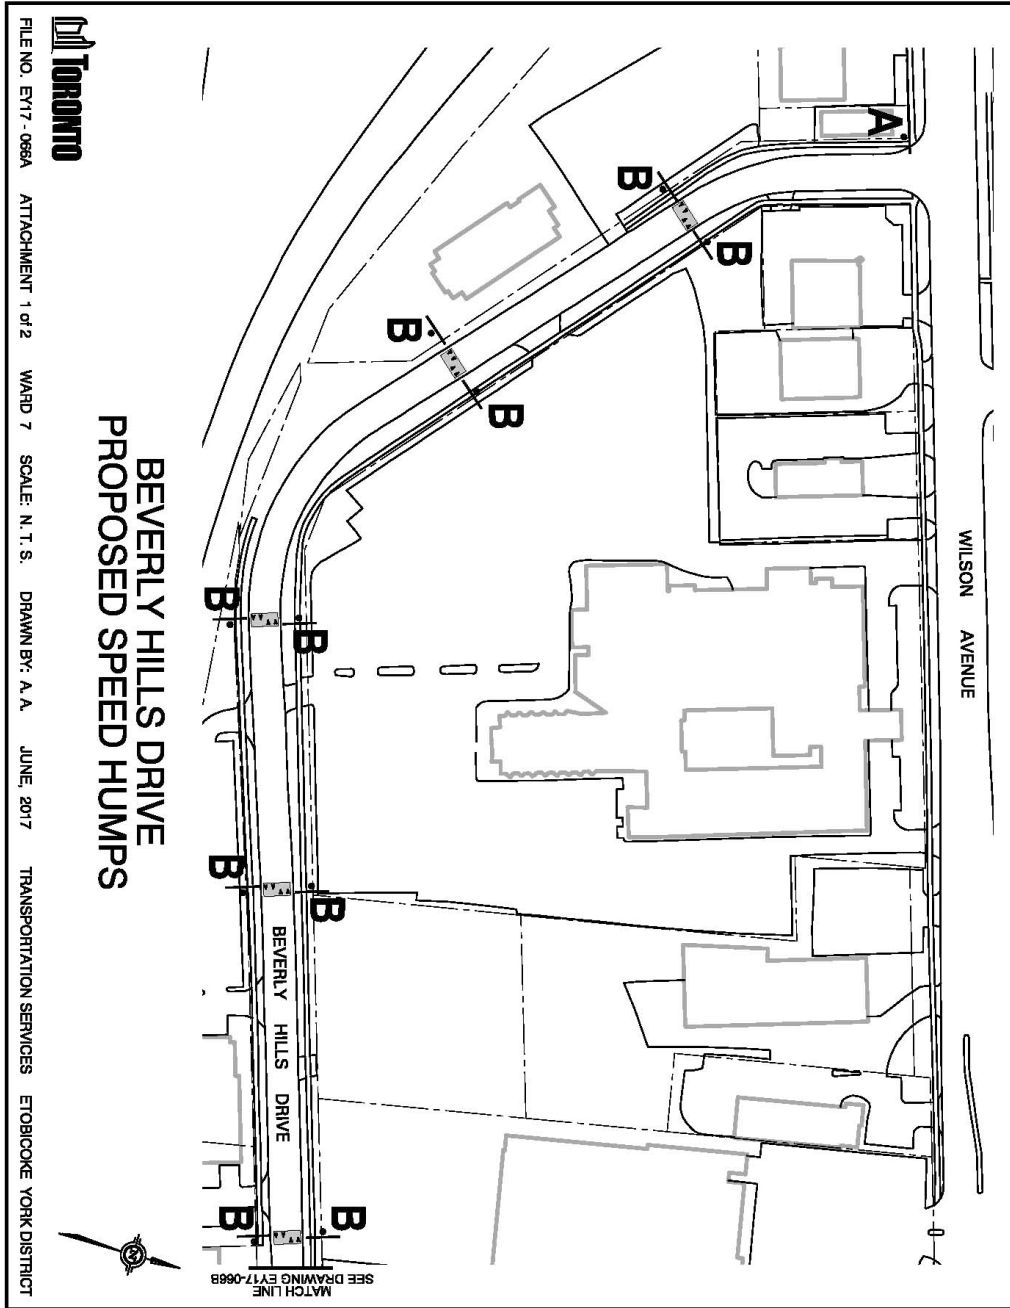 WILSON AVENUE
A
B
B
B
B
B
B
B
B
B
B
BEVERLY HILLS DRIVE
MATCH LINE
SEE DRAWING EY17-066B
BEVERLY HILLS DRIVE
PROPOSED SPEED HUMPS
N
TORONTO
FILE NO. EY17 - 066A ATTACHMENT 1 of 2 WARD 7 SCALE: N. T. S. DRAWN BY: A. A. JUNE, 2017 TRANSPORTATION SERVICES ETOBICOKE YORK DISTRICT